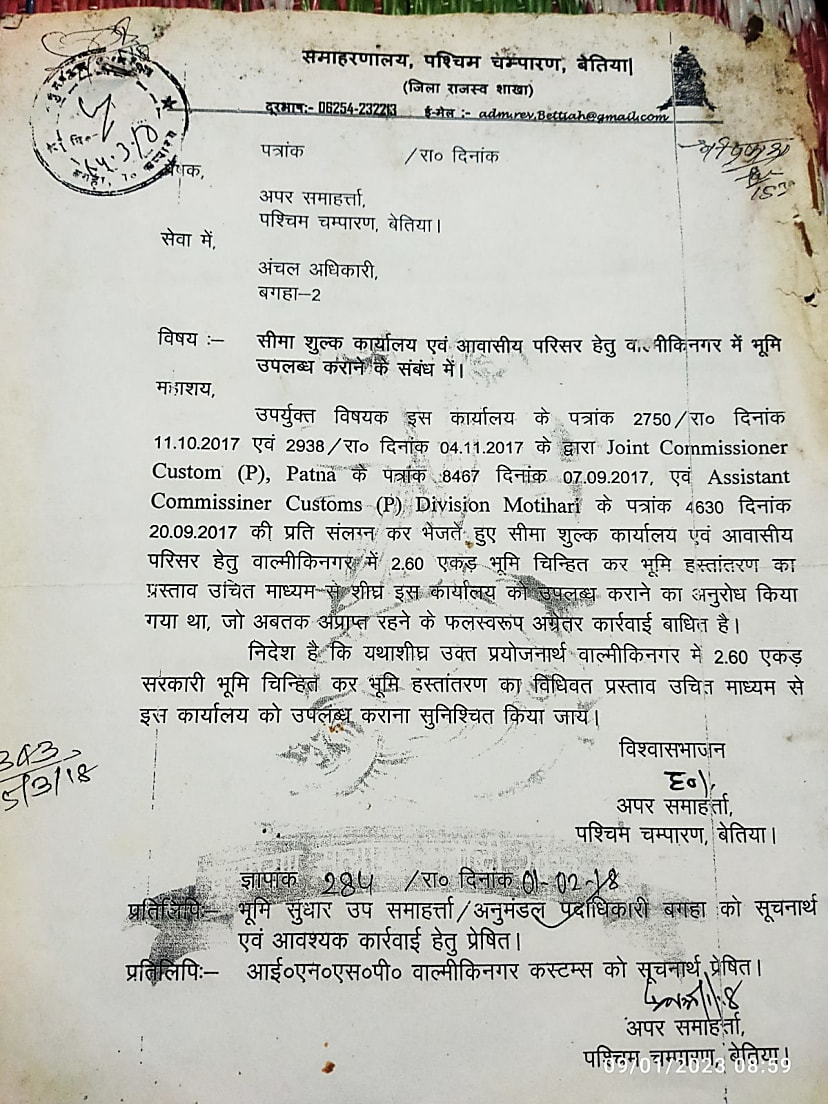 समाहरणालय, पश्चिम चम्पारण, बेतिया|
(जिला राजस्व शाखा)
दूरभाषः- 06254-232213 ई-मेल :- adm.rev.Bettiah@gmail.com
पत्रांक /रा० दिनांक
प्रेषक,
अपर समाहर्त्ता,
पश्चिम चम्पारण, बेतिया।
सेवा में,
अंचल अधिकारी,
बगहा–2
विषय :– सीमा शुल्क कार्यालय एवं आवासीय परिसर हेतु वाल्मीकिनगर में भूमि
उपलब्ध कराने के संबंध में।
महाशय,
उपर्युक्त विषयक इस कार्यालय के पत्रांक 2750/रा० दिनांक
11.10.2017 एवं 2938/रा० दिनांक 04.11.2017 के द्वारा Joint Commissioner
Custom (P), Patna के पत्रांक 8467 दिनांक 07.09.2017, एवं Assistant
Commissiner Customs (P) Division Motihari के पत्रांक 4630 दिनांक
20.09.2017 की प्रति संलग्न कर भेजते हुए सीमा शुल्क कार्यालय एवं आवासीय
परिसर हेतु वाल्मीकिनगर में 2.60 एकड़ भूमि चिन्हित कर भूमि हस्तांतरण का
प्रस्ताव उचित माध्यम से शीघ्र इस कार्यालय को उपलब्ध कराने का अनुरोध किया
गया था, जो अबतक अप्राप्त रहने के फलस्वरूप अग्रेतर कार्रवाई बाधित है।
निदेश है कि यथाशीघ्र उक्त प्रयोजनार्थ वाल्मीकिनगर में 2.60 एकड़
सरकारी भूमि चिन्हित कर भूमि हस्तांतरण का विधिवत प्रस्ताव उचित माध्यम से
इस कार्यालय को उपलब्ध कराना सुनिश्चित किया जाय।
विश्वासभाजन
ह०/
अपर समाहर्त्ता,
पश्चिम चम्पारण, बेतिया।
5/3/18
ज्ञापांक 284 /रा० दिनांक 01-02-18
प्रतिलिपिः– भूमि सुधार उप समाहर्त्ता/अनुमंडल पदाधिकारी बगहा को सूचनार्थ
एवं आवश्यक कार्रवाई हेतु प्रेषित।
प्रतिलिपिः– आई०एन०एस०पी० वाल्मीकिनगर कस्टम्स को सूचनार्थ प्रेषित।
अपर समाहर्त्ता,
पश्चिम चम्पारण, बेतिया।
09/01/2023 08:59